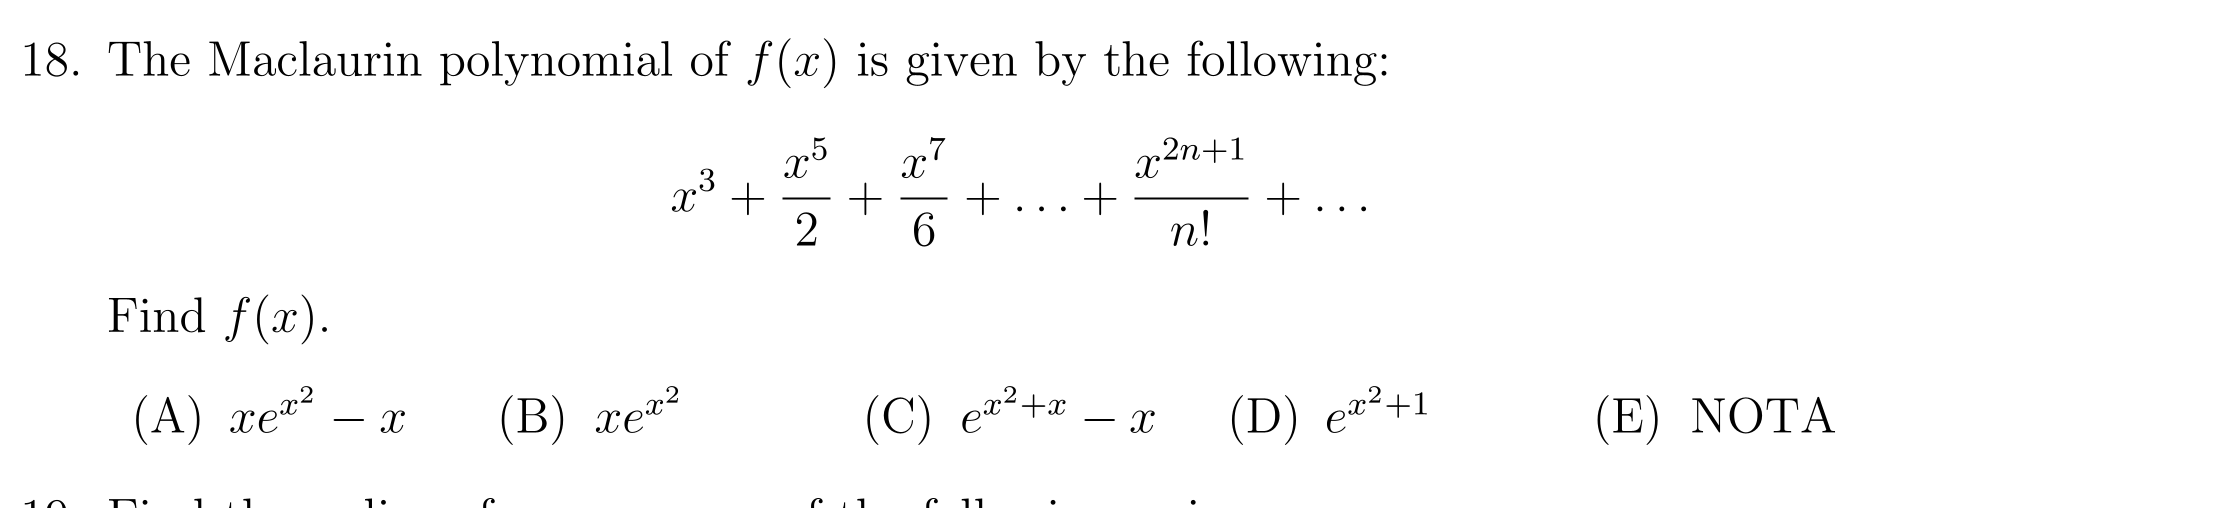 18. The Maclaurin polynomial of f(x) is given by the following:
x^3 + x^5/2 + x^7/6 + ... + x^{2n+1}/n! + ...
Find f(x).
(A) xe^{x^2} − x (B) xe^{x^2} (C) e^{x^2+x} − x (D) e^{x^2+1} (E) NOTA